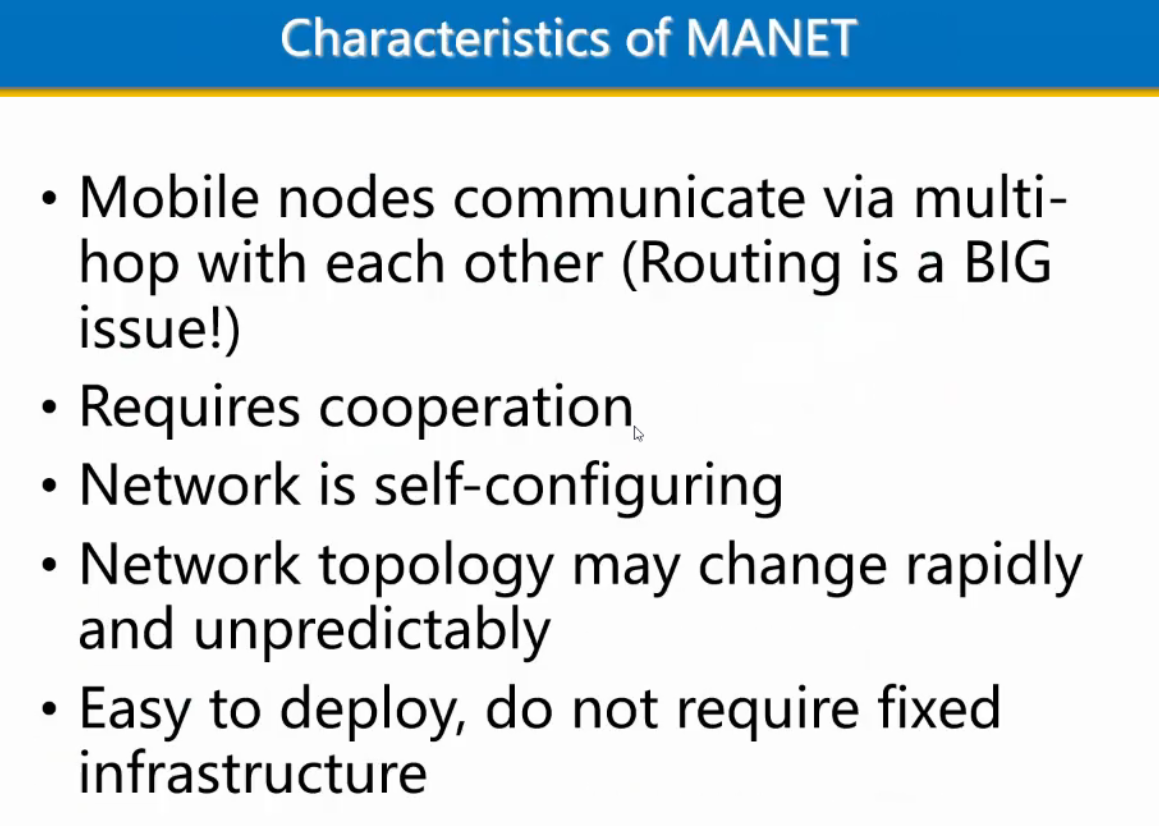 Characteristics of MANET
• Mobile nodes communicate via multi-
hop with each other (Routing is a BIG
issue!)
• Requires cooperation
• Network is self-configuring
• Network topology may change rapidly
and unpredictably
• Easy to deploy, do not require fixed
infrastructure